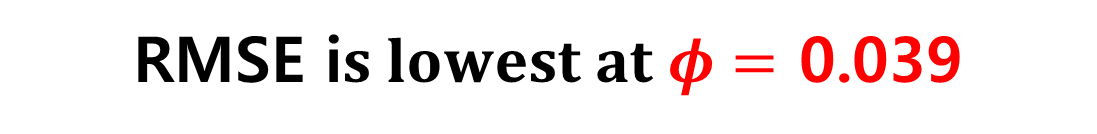 RMSE is lowest at ϕ = 0.039